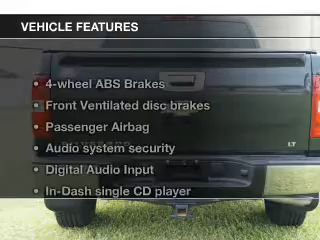 VEHICLE FEATURES
• 4-wheel ABS Brakes
• Front Ventilated disc brakes
• Passenger Airbag
• Audio system security
• Digital Audio Input
• In-Dash single CD player
LT